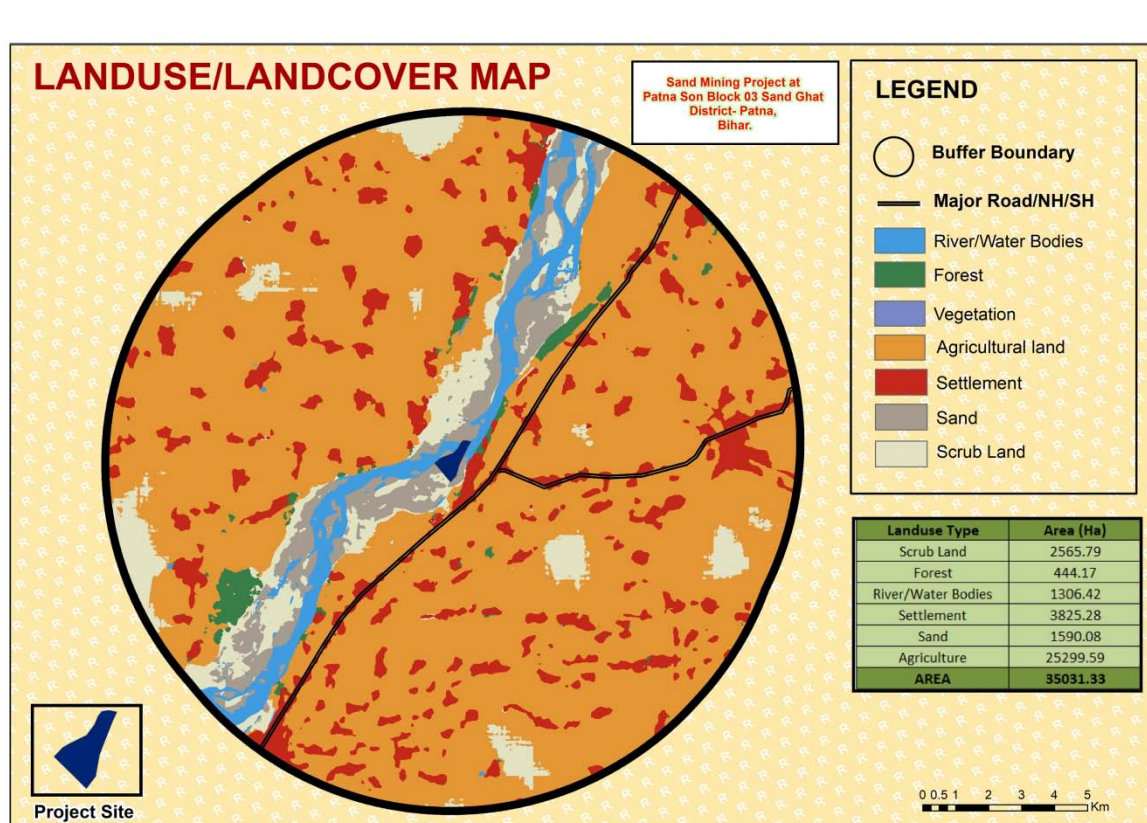 LANDUSE/LANDCOVER MAP
Sand Mining Project at
Patna Son Block 03 Sand Ghat
District- Patna,
Bihar.
LEGEND
Buffer Boundary
Major Road/NH/SH
River/Water Bodies
Forest
Vegetation
Agricultural land
Settlement
Sand
Scrub Land
Landuse Type Area (Ha)
Scrub Land 2565.79
Forest 444.17
River/Water Bodies 1306.42
Settlement 3825.28
Sand 1590.08
Agriculture 25299.59
AREA 35031.33
Project Site
0 0.5 1 2 3 4 5
Km